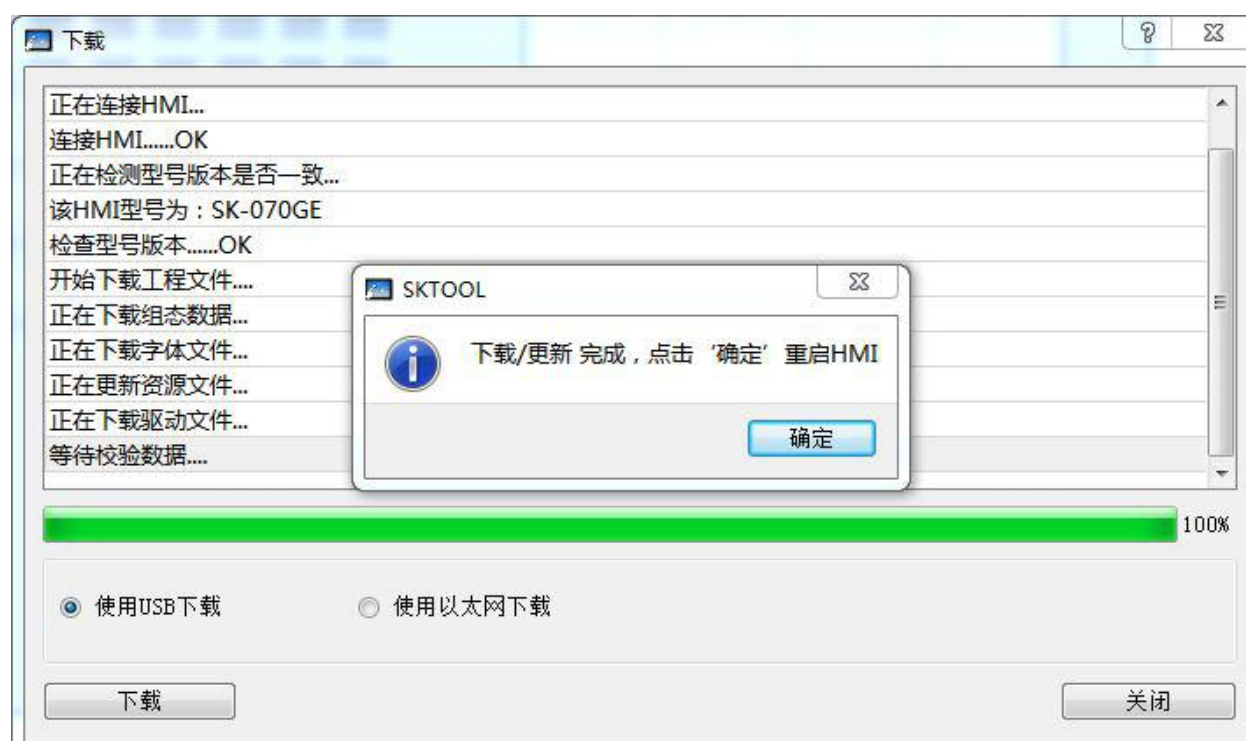 下载
正在连接HMI...
连接HMI......OK
正在检测型号版本是否一致...
该HMI型号为：SK-070GE
检查型号版本......OK
开始下载工程文件....
正在下载组态数据...
正在下载字体文件...
正在更新资源文件...
正在下载驱动文件...
等待校验数据....
SKTOOL
下载/更新 完成，点击‘确定’重启HMI
确定
100%
使用USB下载
使用以太网下载
下载
关闭